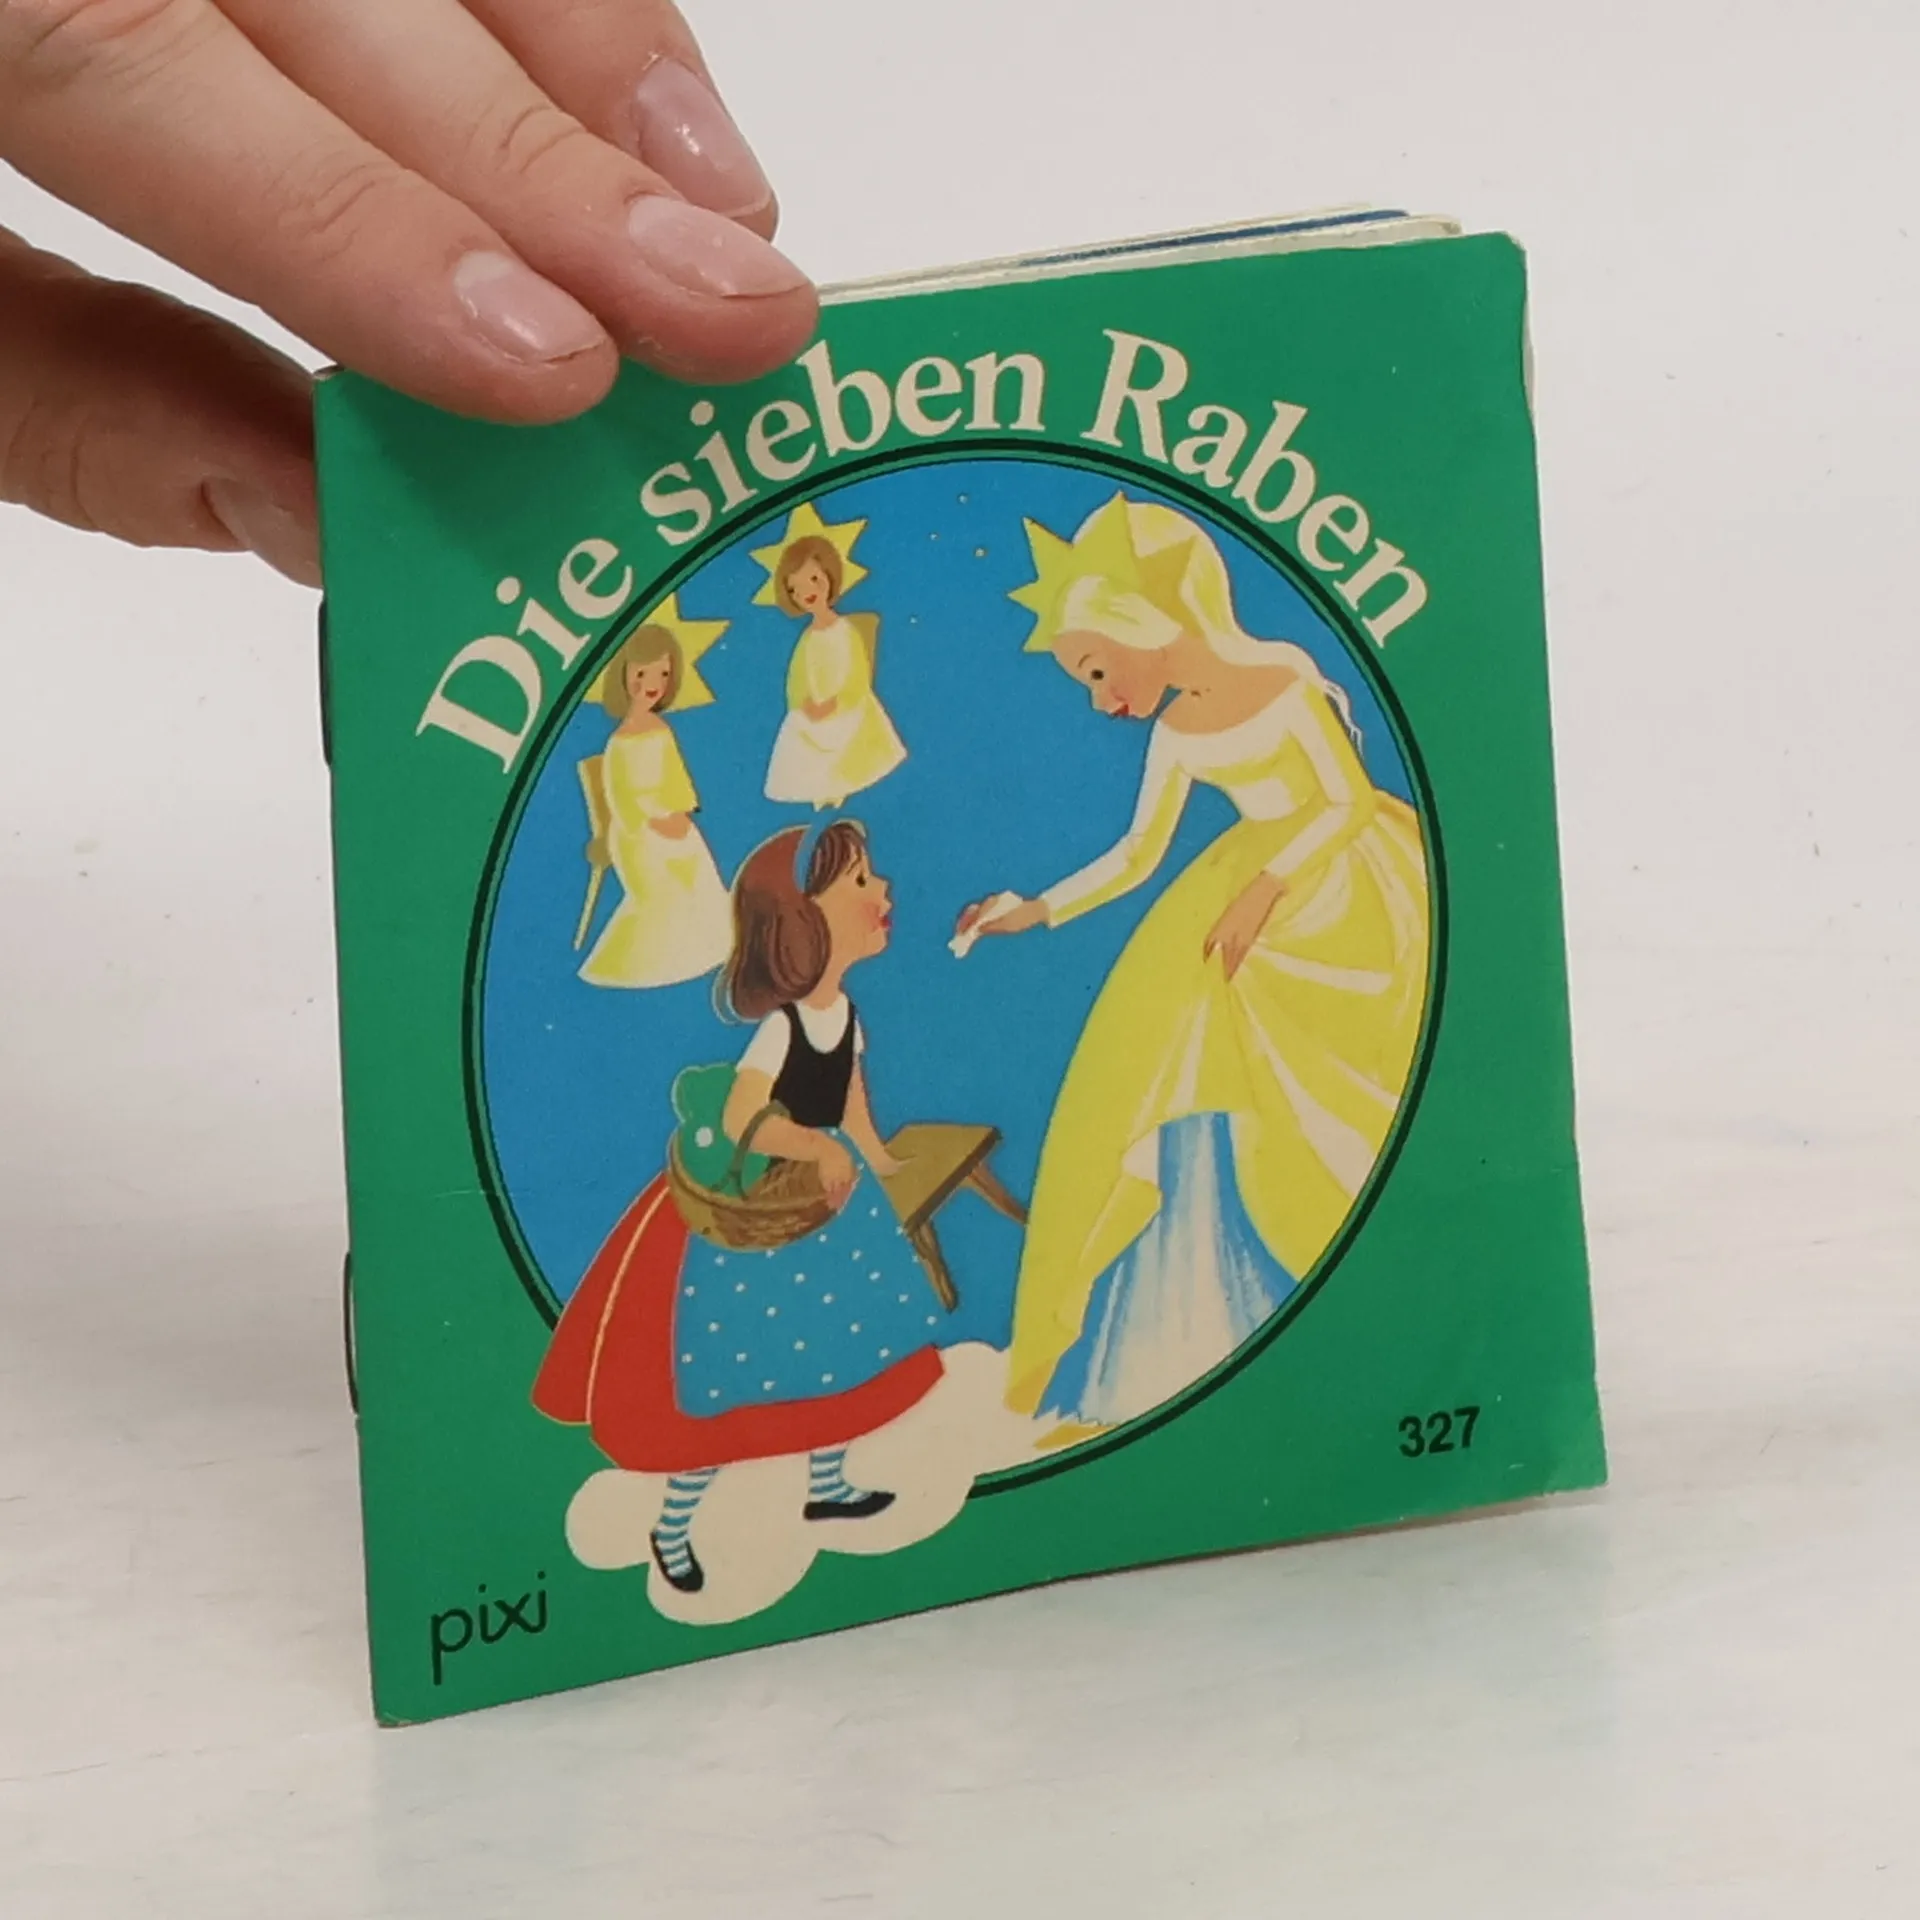 Die sieben Raben
327
pixi